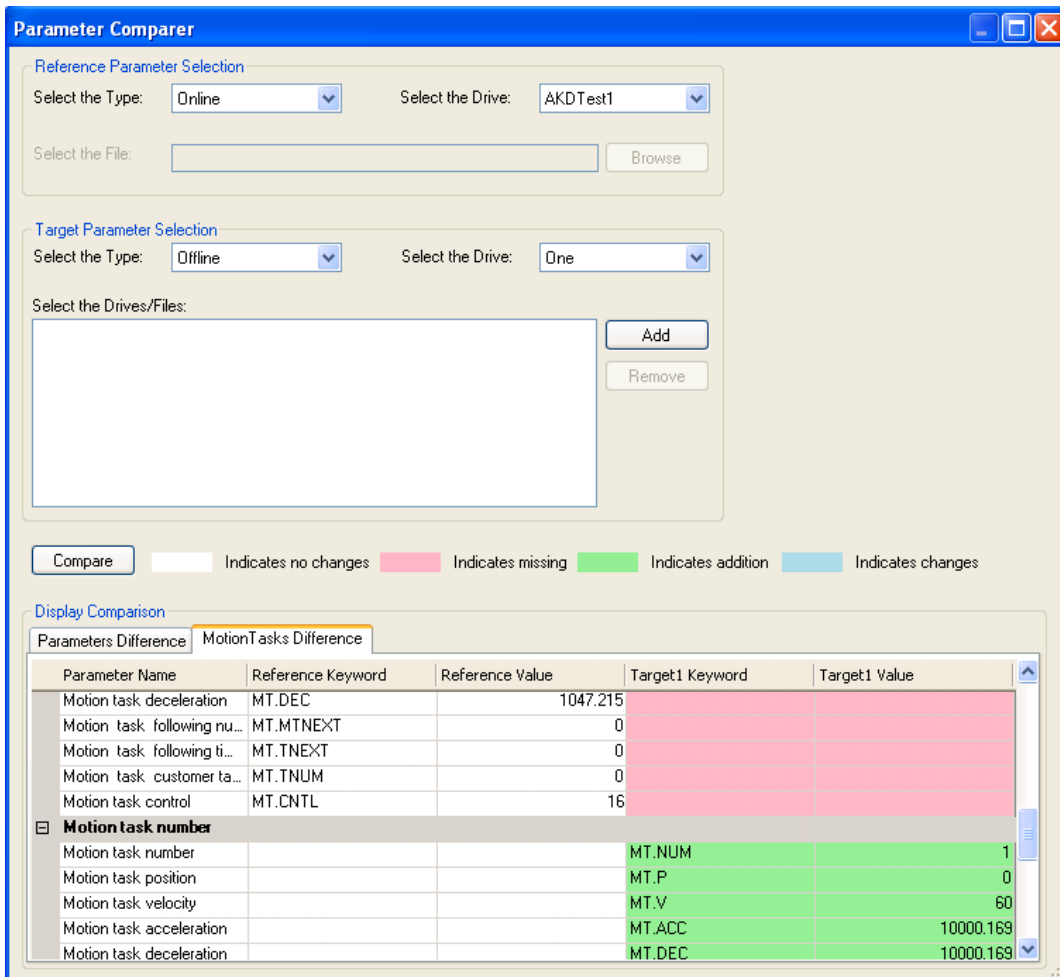 Parameter Comparer
Reference Parameter Selection
Select the Type: Online Select the Drive: AKDTest1
Select the File: Browse
Target Parameter Selection
Select the Type: Offline Select the Drive: One
Select the Drives/Files:
Add
Remove
Compare Indicates no changes Indicates missing Indicates addition Indicates changes
Display Comparison
Parameters Difference MotionTasks Difference
Parameter Name Reference Keyword Reference Value Target1 Keyword Target1 Value
Motion task deceleration MT.DEC 1047.215
Motion task following nu... MT.MTNEXT 0
Motion task following ti... MT.TNEXT 0
Motion task customer ta... MT.TNUM 0
Motion task control MT.CNTL 16
Motion task number
Motion task number MT.NUM 1
Motion task position MT.P 0
Motion task velocity MT.V 60
Motion task acceleration MT.ACC 10000.169
Motion task deceleration MT.DEC 10000.169